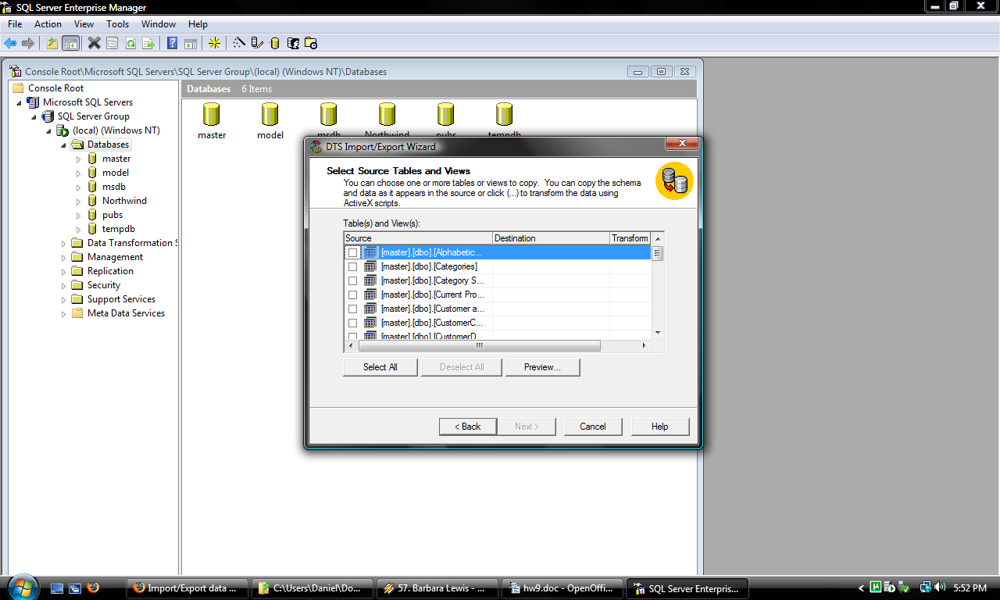 SQL Server Enterprise Manager
File Action View Tools Window Help
Console Root\Microsoft SQL Servers\SQL Server Group\(local) (Windows NT)\Databases
Console Root
Microsoft SQL Servers
SQL Server Group
(local) (Windows NT)
Databases
master
model
msdb
Northwind
pubs
tempdb
Data Transformation S
Management
Replication
Security
Support Services
Meta Data Services
Databases 6 Items
master model msdb Northwind pubs tempdb
DTS Import/Export Wizard
Select Source Tables and Views
You can choose one or more tables or views to copy. You can copy the schema
and data as it appears in the source or click (...) to transform the data using
ActiveX scripts.
Table(s) and View(s):
Source Destination Transform
[master].[dbo].[Alphabetic...
[master].[dbo].[Categories]
[master].[dbo].[Category S...
[master].[dbo].[Current Pro...
[master].[dbo].[Customer a...
[master].[dbo].[CustomerC...
[master].[dbo].[CustomerD
Select All Deselect All Preview...
< Back Next > Cancel Help
Import/Export data ... C:\Users\Daniel\Do... 57. Barbara Lewis - ... hw9.doc - OpenOffi... SQL Server Enterpris... 5:52 PM